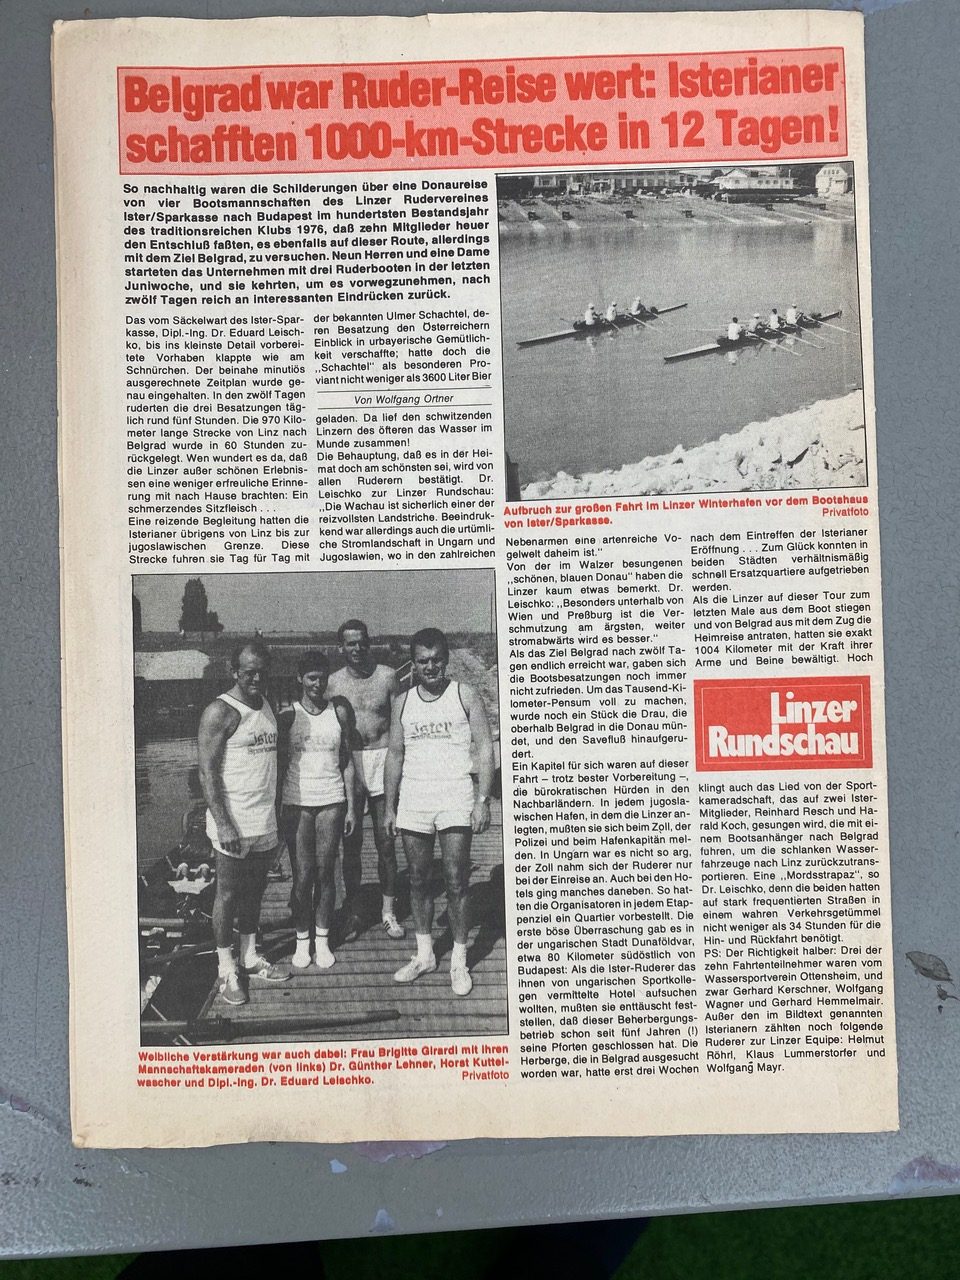 Belgrad war Ruder-Reise wert: Isterianer
schafften 1000-km-Strecke in 12 Tagen!
So nachhaltig waren die Schilderungen über eine Donaureise
von vier Bootsmannschaften des Linzer Rudervereines
Ister/Sparkasse nach Budapest im hundertsten Bestandsjahr
des traditionsreichen Klubs 1976, daß zehn Mitglieder heuer
den Entschluß faßten, es ebenfalls auf dieser Route, allerdings
mit dem Ziel Belgrad, zu versuchen. Neun Herren und eine Dame
starteten das Unternehmen mit drei Ruderbooten in der letzten
Juniwoche, und sie kehrten, um es vorwegzunehmen, nach
zwölf Tagen reich an interessanten Eindrücken zurück.
Das vom Säckelwart des Ister-Spar-
kasse, Dipl.-Ing. Dr. Eduard Leisch-
ko, bis ins kleinste Detail vorberei-
tete Vorhaben klappte wie am
Schnürchen. Der beinahe minutiös
ausgerechnete Zeitplan wurde ge-
nau eingehalten. In den zwölf Tagen
ruderten die drei Besatzungen täg-
lich rund fünf Stunden. Die 970 Kilo-
meter lange Strecke von Linz nach
Belgrad wurde in 60 Stunden zu-
rückgelegt. Wen wundert es da, daß
die Linzer außer schönen Erlebnis-
sen eine weniger erfreuliche Erinne-
rung mit nach Hause brachten: Ein
schmerzendes Sitzfleisch . . .
Eine reizende Begleitung hatten die
Isterianer übrigens von Linz bis zur
jugoslawischen Grenze. Diese
Strecke fuhren sie Tag für Tag mit
der bekannten Ulmer Schachtel, de-
ren Besatzung den Österreichern
Einblick in urbayerische Gemütlich-
keit verschaffte; hatte doch die
,,Schachtel“ als besonderen Pro-
viant nicht weniger als 3600 Liter Bier
Von Wolfgang Ortner
geladen. Da lief den schwitzenden
Linzern des öfteren das Wasser im
Munde zusammen!
Die Behauptung, daß es in der Hei-
mat doch am schönsten sei, wird von
allen Ruderern bestätigt. Dr.
Leischko zur Linzer Rundschau:
,,Die Wachau ist sicherlich einer der
reizvollsten Landstriche. Beeindruk-
kend war allerdings auch die urtümli-
che Stromlandschaft in Ungarn und
Jugoslawien, wo in den zahlreichen
Aufbruch zur großen Fahrt im Linzer Winterhafen vor dem Bootshaus
von Ister/Sparkasse. Privatfoto
Nebenarmen eine artenreiche Vo-
gelwelt daheim ist.“
Von der im Walzer besungenen
,,schönen, blauen Donau“ haben die
Linzer kaum etwas bemerkt. Dr.
Leischko: ,,Besonders unterhalb von
Wien und Preßburg ist die Ver-
schmutzung am ärgsten, weiter
stromabwärts wird es besser.“
Als das Ziel Belgrad nach zwölf Ta-
gen endlich erreicht war, gaben sich
die Bootsbesatzungen noch immer
nicht zufrieden. Um das Tausend-Ki-
lometer-Pensum voll zu machen,
wurde noch ein Stück die Drau, die
oberhalb Belgrad in die Donau mün-
det, und den Savefluß hinaufgeru-
dert.
Ein Kapitel für sich waren auf dieser
Fahrt – trotz bester Vorbereitung –,
die bürokratischen Hürden in den
Nachbarländern. In jedem jugosla-
wischen Hafen, in dem die Linzer an-
legten, mußten sie sich beim Zoll, der
Polizei und beim Hafenkapitän mel-
den. In Ungarn war es nicht so arg,
der Zoll nahm sich der Ruderer nur
bei der Einreise an. Auch bei den Ho-
tels ging manches daneben. So hat-
ten die Organisatoren in jedem Etap-
penziel ein Quartier vorbestellt. Die
erste böse Überraschung gab es in
der ungarischen Stadt Dunaföldvar,
etwa 80 Kilometer südöstlich von
Budapest: Als die Ister-Ruderer das
ihnen von ungarischen Sportkolle-
gen vermittelte Hotel aufsuchen
wollten, mußten sie enttäuscht fest-
stellen, daß dieser Beherbergungs-
betrieb schon seit fünf Jahren (!)
seine Pforten geschlossen hat. Die
Herberge, die in Belgrad ausgesucht
worden war, hatte erst drei Wochen
nach dem Eintreffen der Isterianer
Eröffnung . . . Zum Glück konnten in
beiden Städten verhältnismäßig
schnell Ersatzquartiere aufgetrieben
werden.
Als die Linzer auf dieser Tour zum
letzten Male aus dem Boot stiegen
und von Belgrad aus mit dem Zug die
Heimreise antraten, hatten sie exakt
1004 Kilometer mit der Kraft ihrer
Arme und Beine bewältigt. Hoch
Linzer
Rundschau
klingt auch das Lied von der Sport-
kameradschaft, das auf zwei Ister-
Mitglieder, Reinhard Resch und Ha-
rald Koch, gesungen wird, die mit ei-
nem Bootsanhänger nach Belgrad
fuhren, um die schlanken Wasser-
fahrzeuge nach Linz zurückzutrans-
portieren. Eine ,,Mordsstrapaz“, so
Dr. Leischko, denn die beiden hatten
auf stark frequentierten Straßen in
einem wahren Verkehrsgetümmel
nicht weniger als 34 Stunden für die
Hin- und Rückfahrt benötigt.
PS: Der Richtigkeit halber: Drei der
zehn Fahrtenteilnehmer waren vom
Wassersportverein Ottensheim, und
zwar Gerhard Kerschner, Wolfgang
Wagner und Gerhard Hemmelmair.
Außer den im Bildtext genannten
Isterianern zählten noch folgende
Ruderer zur Linzer Equipe: Helmut
Röhrl, Klaus Lummerstorfer und
Wolfgang Mayr.
Ister
Sparkasse
Ister
Weibliche Verstärkung war auch dabei: Frau Brigitte Girardi mit ihren
Mannschaftskameraden (von links) Dr. Günther Lehner, Horst Kuttel-
wascher und Dipl.-Ing. Dr. Eduard Leischko. Privatfoto